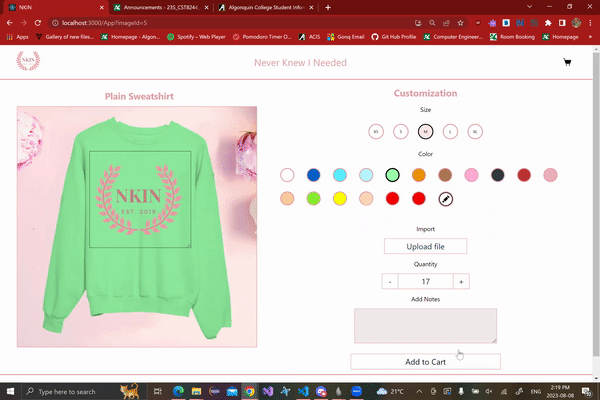 NKIN
Announcements - 23S_CST8244
Algonquin College Student Inform
localhost:3000/App?imageId=5
Apps
Gallery of new files...
Homepage - Algon...
Spotify – Web Player
Pomodoro Timer O...
ACIS
Gonq Email
Git Hub Profile
Computer Engineer...
Room Booking
Homepage
NKIN
Never Knew I Needed
Plain Sweatshirt
NKIN
EST. 2019
Customization
Size
XS
S
M
L
XL
Color
Import
Upload file
Quantity
- 17 +
Add Notes
Add to Cart
Type here to search
21°C
ENG
2:19 PM
2023-08-08